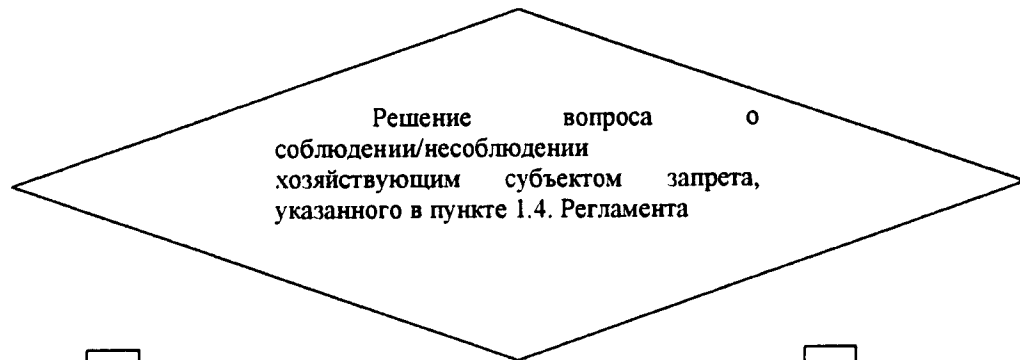 Решение вопроса о
соблюдении/несоблюдении
хозяйствующим субъектом запрета,
указанного в пункте 1.4. Регламента